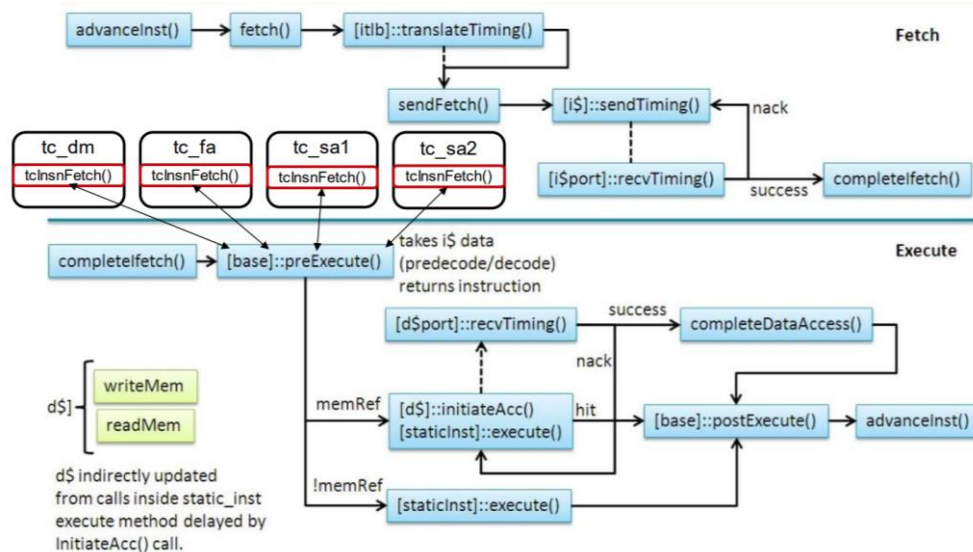 advanceInst()
fetch()
[itlb]::translateTiming()
Fetch
sendFetch()
[i$]::sendTiming()
nack
tc_dm
tcInsnFetch()
tc_fa
tcInsnFetch()
tc_sa1
tcInsnFetch()
tc_sa2
tcInsnFetch()
[i$port]::recvTiming()
success
completeIfetch()
completeIfetch()
[base]::preExecute()
takes i$ data
(predecode/decode)
returns instruction
Execute
[d$port]::recvTiming()
success
completeDataAccess()
nack
d$]
writeMem
readMem
memRef
[d$]::initiateAcc()
[staticInst]::execute()
hit
[base]::postExecute()
advanceInst()
d$ indirectly updated
from calls inside static_inst
execute method delayed by
InitiateAcc() call.
!memRef
[staticInst]::execute()